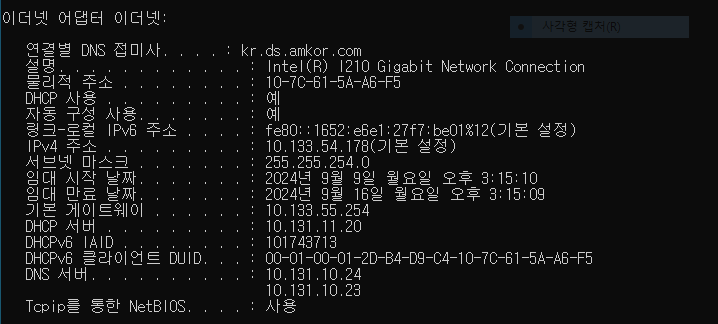 이더넷 어댑터 이더넷:
사각형 캡처(R)
연결별 DNS 접미사. . . . : kr.ds.amkor.com
설명. . . . . . . . . . . . : Intel(R) I210 Gigabit Network Connection
물리적 주소 . . . . . . . . : 10-7C-61-5A-A6-F5
DHCP 사용 . . . . . . . . . : 예
자동 구성 사용. . . . . . . : 예
링크-로컬 IPv6 주소 . . . . : fe80::1652:e6e1:27f7:be01%12(기본 설정)
IPv4 주소 . . . . . . . . . : 10.133.54.178(기본 설정)
서브넷 마스크 . . . . . . . : 255.255.254.0
임대 시작 날짜. . . . . . . : 2024년 9월 9일 월요일 오후 3:15:10
임대 만료 날짜. . . . . . . : 2024년 9월 16일 월요일 오후 3:15:09
기본 게이트웨이 . . . . . . : 10.133.55.254
DHCP 서버 . . . . . . . . . : 10.131.11.20
DHCPv6 IAID . . . . . . . . : 101743713
DHCPv6 클라이언트 DUID. . . : 00-01-00-01-2D-B4-D9-C4-10-7C-61-5A-A6-F5
DNS 서버. . . . . . . . . . : 10.131.10.24
10.131.10.23
Tcpip를 통한 NetBIOS. . . . : 사용